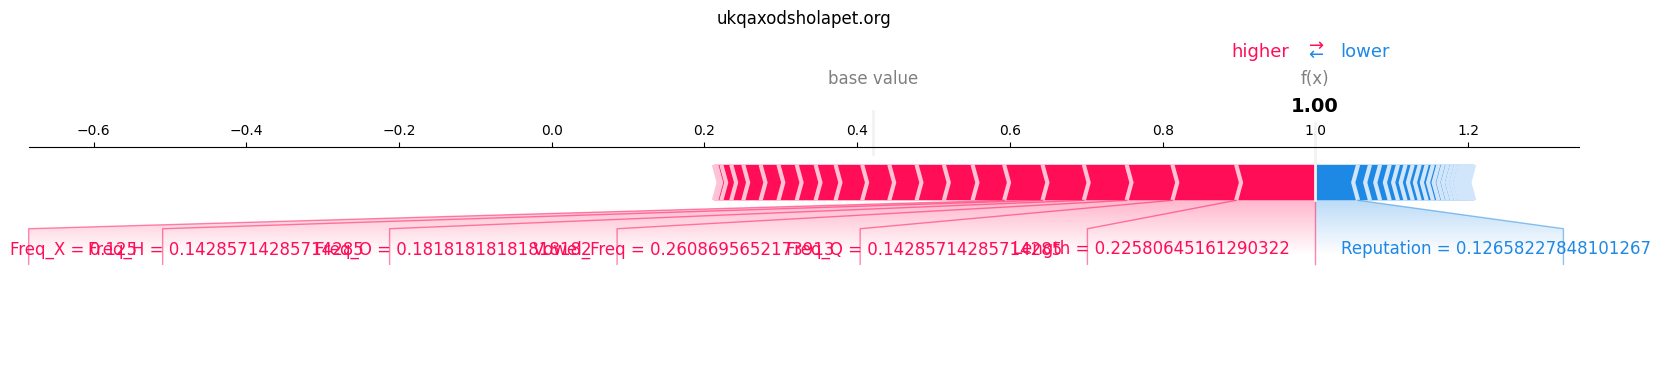 ukqaxodsholapet.org
higher ⇄ lower
base value f(x)
1.00
−0.6 −0.4 −0.2 0.0 0.2 0.4 0.6 0.8 1.0 1.2
Freq_X = 0.125 Freq_H = 0.14285714285714285 Freq_O = 0.18181818181818182 Vowel_Freq = 0.2608695652173913 Freq_Q = 0.14285714285714285 Length = 0.22580645161290322 Reputation = 0.12658227848101267